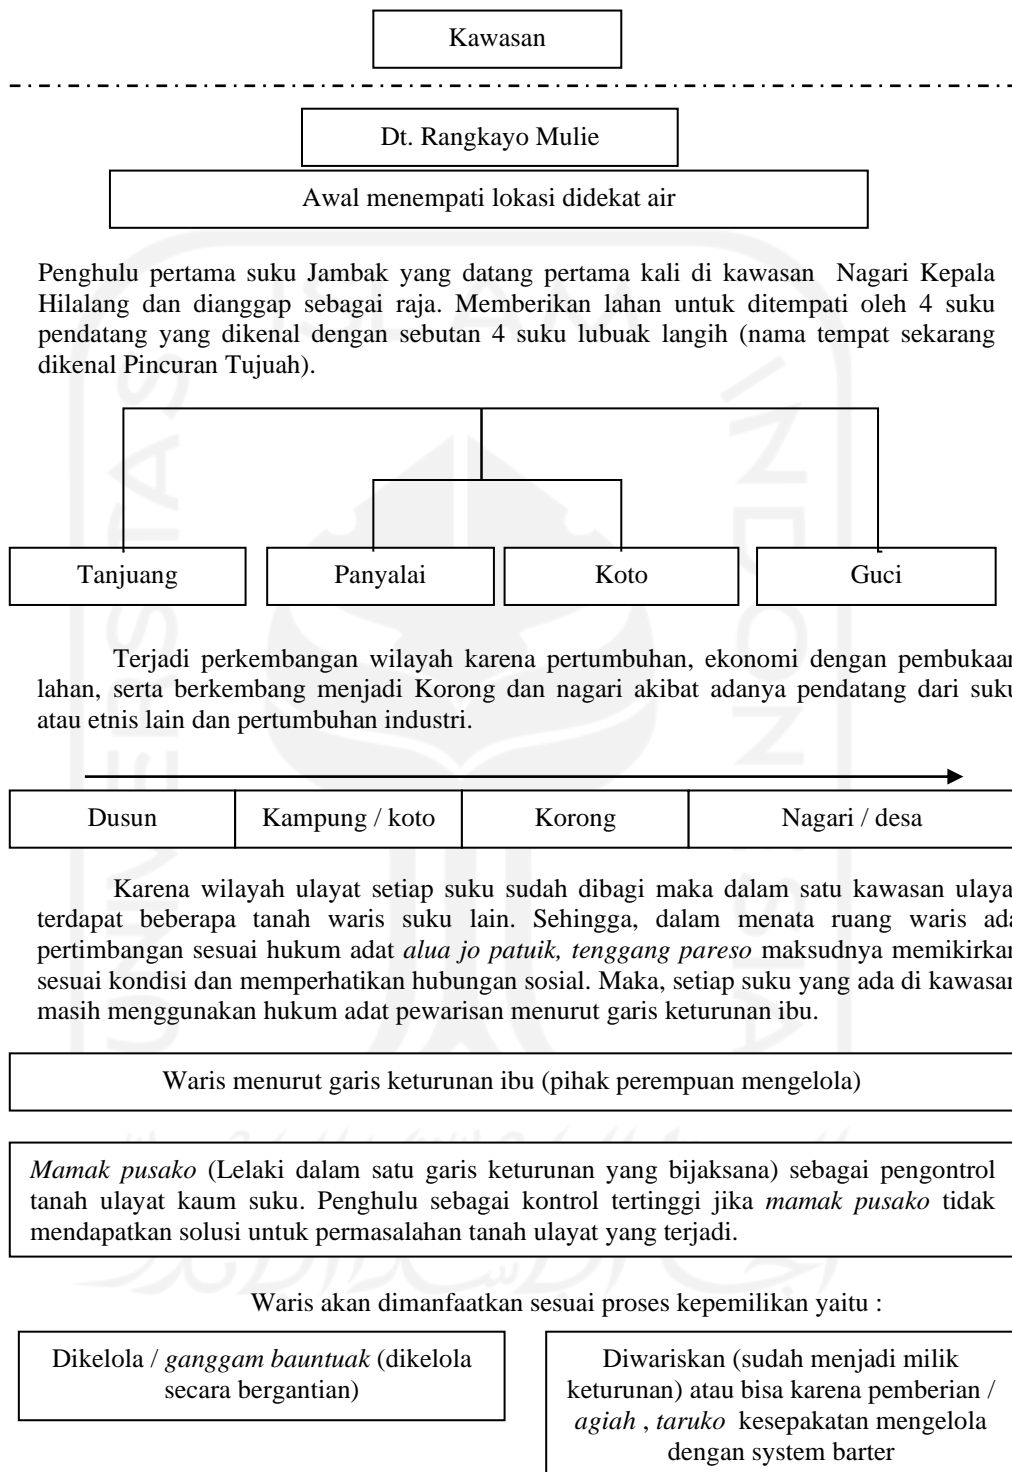 Kawasan
Dt. Rangkayo Mulie
Awal menempati lokasi didekat air
Penghulu pertama suku Jambak yang datang pertama kali di kawasan Nagari Kepala
Hilalang dan dianggap sebagai raja. Memberikan lahan untuk ditempati oleh 4 suku
pendatang yang dikenal dengan sebutan 4 suku lubuak langih (nama tempat sekarang
dikenal Pincuran Tujuah).
Tanjuang Panyalai Koto Guci
Terjadi perkembangan wilayah karena pertumbuhan, ekonomi dengan pembukaan
lahan, serta berkembang menjadi Korong dan nagari akibat adanya pendatang dari suku
atau etnis lain dan pertumbuhan industri.
Dusun Kampung / koto Korong Nagari / desa
Karena wilayah ulayat setiap suku sudah dibagi maka dalam satu kawasan ulaya
terdapat beberapa tanah waris suku lain. Sehingga, dalam menata ruang waris ada
pertimbangan sesuai hukum adat alua jo patuik, tenggang pareso maksudnya memikirkan
sesuai kondisi dan memperhatikan hubungan sosial. Maka, setiap suku yang ada di kawasan
masih menggunakan hukum adat pewarisan menurut garis keturunan ibu.
Waris menurut garis keturunan ibu (pihak perempuan mengelola)
Mamak pusako (Lelaki dalam satu garis keturunan yang bijaksana) sebagai pengontrol
tanah ulayat kaum suku. Penghulu sebagai kontrol tertinggi jika mamak pusako tidak
mendapatkan solusi untuk permasalahan tanah ulayat yang terjadi.
Waris akan dimanfaatkan sesuai proses kepemilikan yaitu :
Dikelola / ganggam bauntuak (dikelola
secara bergantian)
Diwariskan (sudah menjadi milik
keturunan) atau bisa karena pemberian /
agiah , taruko kesepakatan mengelola
dengan system barter
UNIVERSITAS
ISLAM
INDONESIA